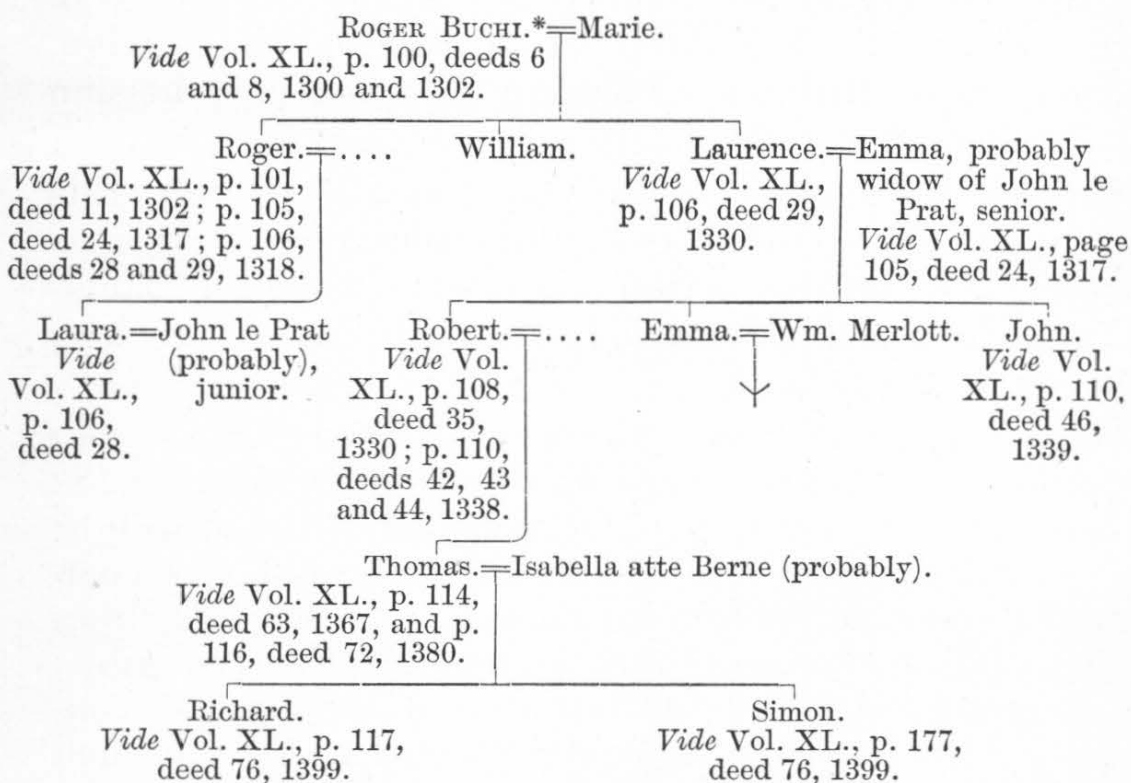 ROGER BUCHI.*=Marie.
Vide Vol. XL., p. 100, deeds 6
and 8, 1300 and 1302.
Roger.=....
Vide Vol. XL., p. 101,
deed 11, 1302; p. 105,
deed 24, 1317; p. 106,
deeds 28 and 29, 1318.
William.
Laurence.=Emma, probably
Vide Vol. XL.,
p. 106, deed 29,
1330.
widow of John le
Prat, senior.
Vide Vol. XL., page
105, deed 24, 1317.
Laura.=John le Prat
Vide
Vol. XL.,
p. 106,
deed 28.
(probably),
junior.
Robert.=....
Vide Vol.
XL., p. 108,
deed 35,
1330; p. 110,
deeds 42, 43
and 44, 1338.
Emma.=Wm. Merlott.
John.
Vide Vol.
XL., p. 110,
deed 46,
1339.
Thomas.=Isabella atte Berne (probably).
Vide Vol. XL., p. 114,
deed 63, 1367, and p.
116, deed 72, 1380.
Richard.
Vide Vol. XL., p. 117,
deed 76, 1399.
Simon.
Vide Vol. XL., p. 177,
deed 76, 1399.